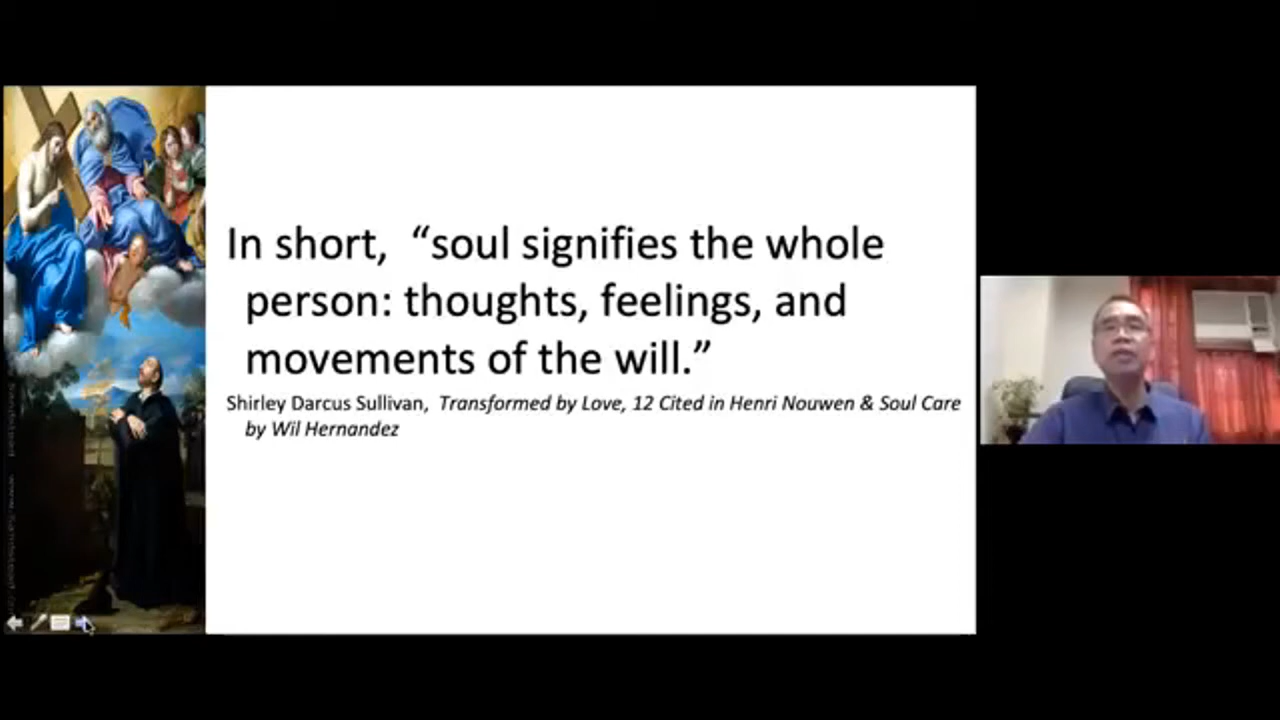 In short,  “soul signifies the whole
person: thoughts, feelings, and
movements of the will.”
Shirley Darcus Sullivan,  Transformed by Love, 12 Cited in Henri Nouwen & Soul Care
by Wil Hernandez